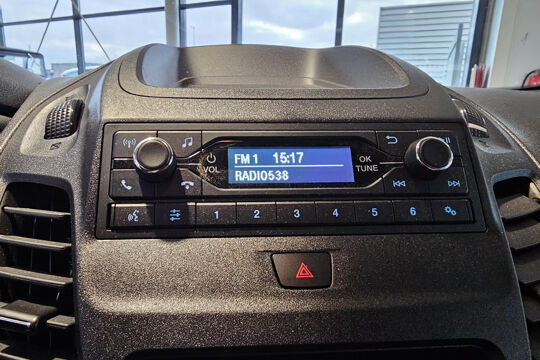 FM 1 15:17
RADIO538
VOL
OK
TUNE
1 2 3 4 5 6